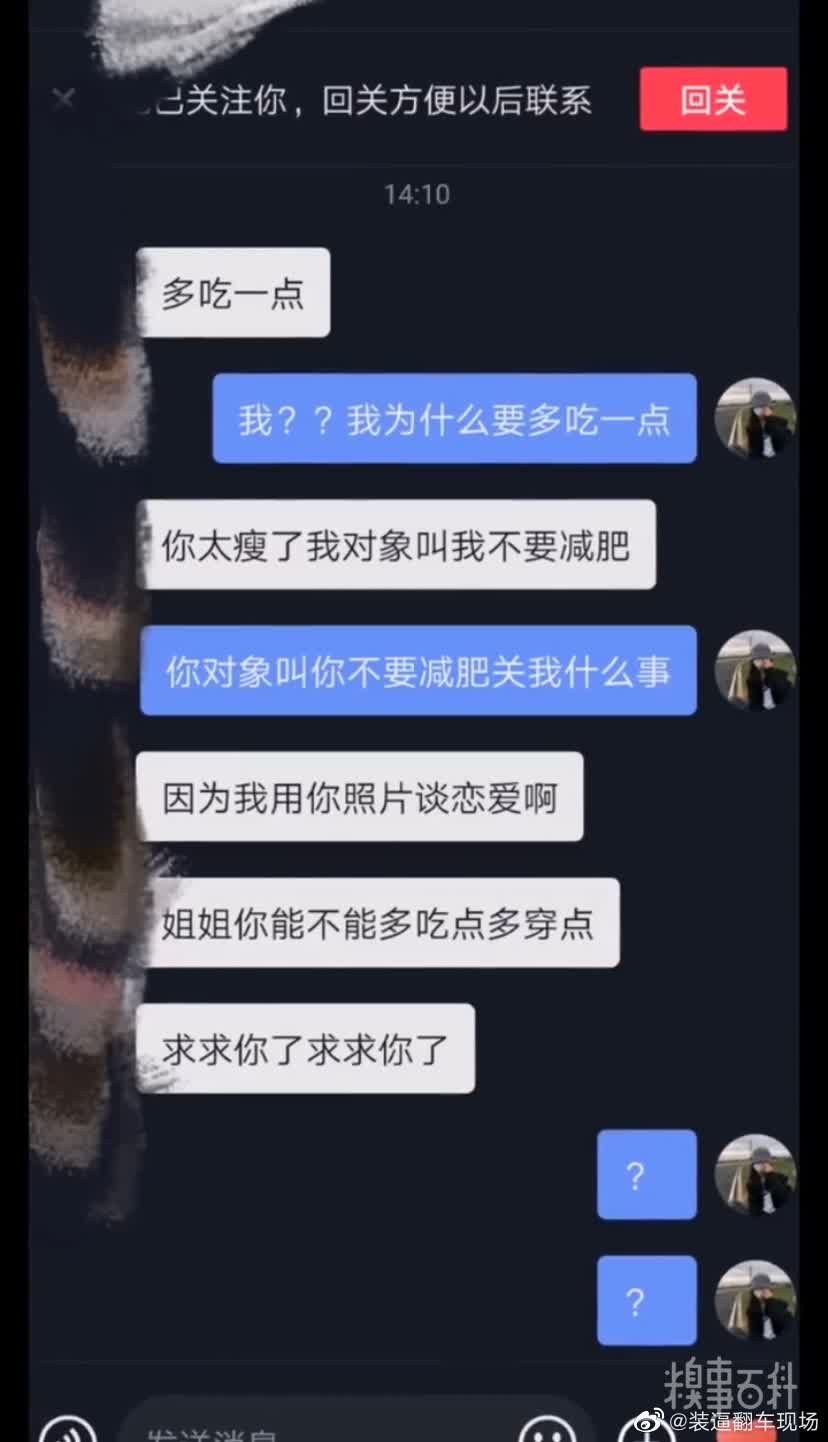 已关注你，回关方便以后联系
回关
14:10
多吃一点
我？？我为什么要多吃一点
你太瘦了我对象叫我不要减肥
你对象叫你不要减肥关我什么事
因为我用你照片谈恋爱啊
姐姐你能不能多吃点多穿点
求求你了求求你了
？
？
糗事百科
发送消息
@装逼翻车现场